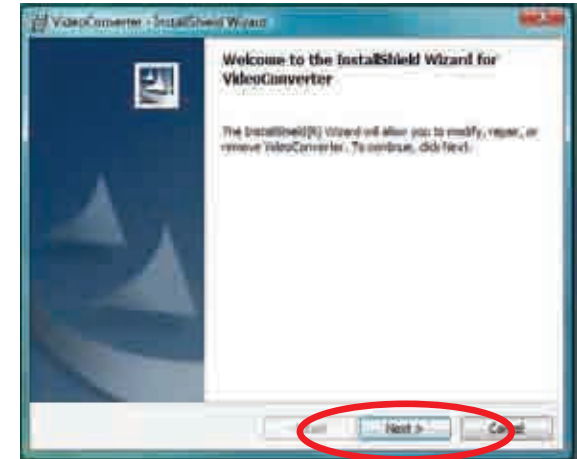 VideoConverter - InstallShield Wizard
Welcome to the InstallShield Wizard for
VideoConverter
The InstallShield(R) Wizard will allow you to modify, repair, or
remove VideoConverter. To continue, click Next.
Next >
Cancel